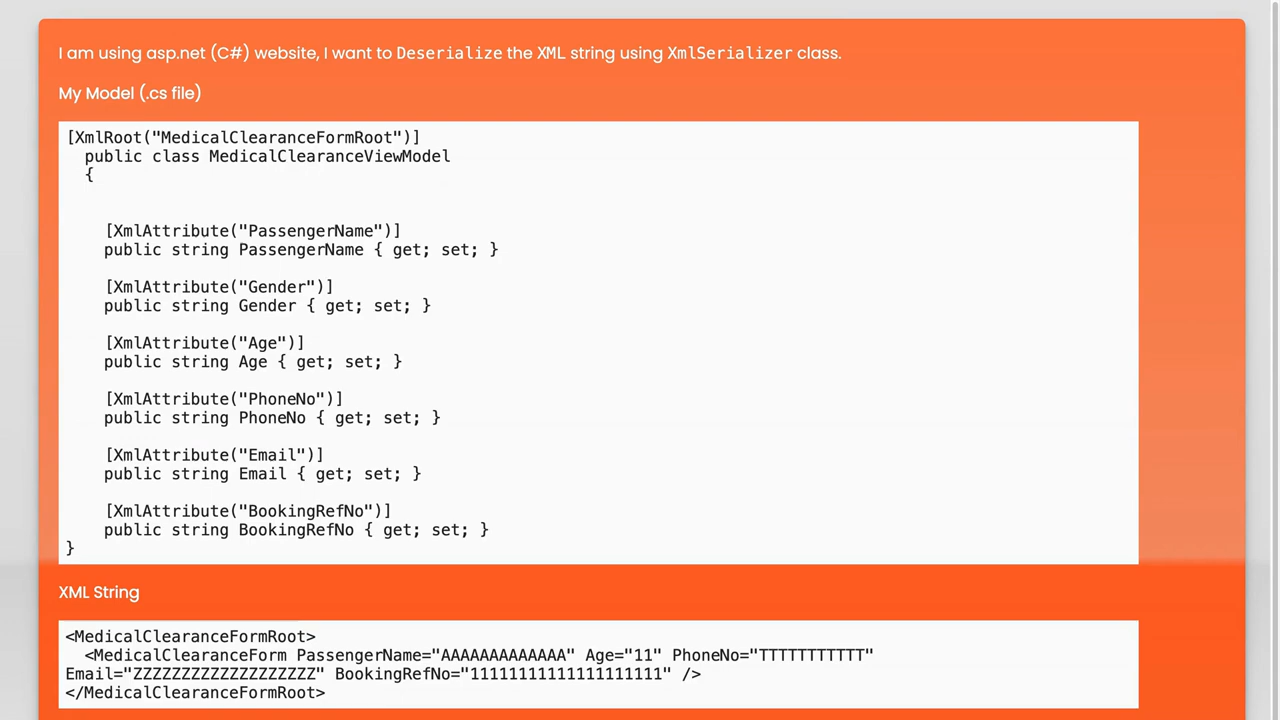 I am using asp.net (C#) website, I want to Deserialize the XML string using XmlSerializer class.
My Model (.cs file)
[XmlRoot("MedicalClearanceFormRoot")]
public class MedicalClearanceViewModel
{
[XmlAttribute("PassengerName")]
public string PassengerName { get; set; }
[XmlAttribute("Gender")]
public string Gender { get; set; }
[XmlAttribute("Age")]
public string Age { get; set; }
[XmlAttribute("PhoneNo")]
public string PhoneNo { get; set; }
[XmlAttribute("Email")]
public string Email { get; set; }
[XmlAttribute("BookingRefNo")]
public string BookingRefNo { get; set; }
}
XML String
<MedicalClearanceFormRoot>
<MedicalClearanceForm PassengerName="AAAAAAAAAAAAA" Age="11" PhoneNo="TTTTTTTTTTT"
Email="ZZZZZZZZZZZZZZZZZZZ" BookingRefNo="11111111111111111111" />
</MedicalClearanceFormRoot>